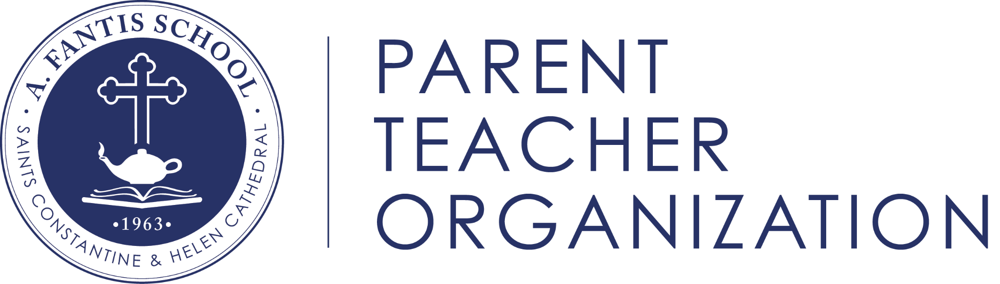 A. FANTIS SCHOOL
• SAINTS CONSTANTINE & HELEN CATHEDRAL •
•1963•
PARENT
TEACHER
ORGANIZATION